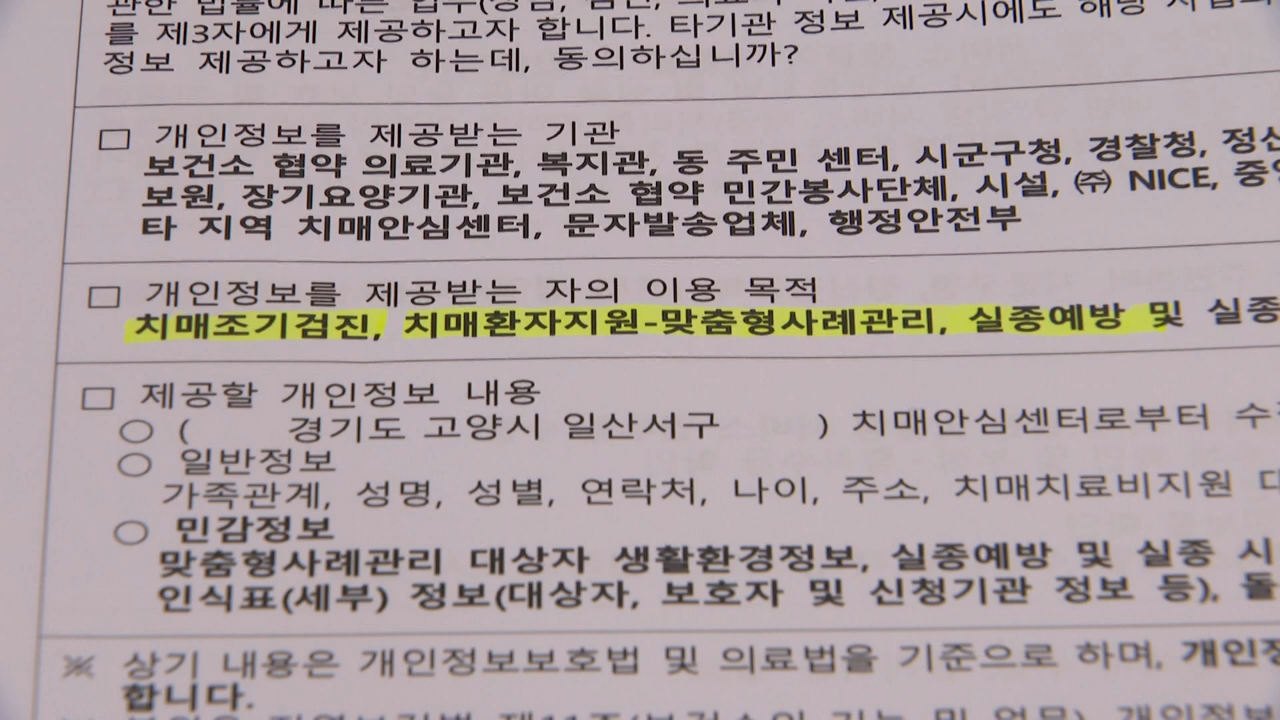 를 제3자에게 제공하고자 합니다. 타기관 정보 제공시에도 해당
정보 제공하고자 하는데, 동의하십니까?
□ 개인정보를 제공받는 기관
보건소 협약 의료기관, 복지관, 동 주민 센터, 시군구청, 경찰청,
보원, 장기요양기관, 보건소 협약 민간봉사단체, 시설, ㈜ NICE,
타 지역 치매안심센터, 문자발송업체, 행정안전부
□ 개인정보를 제공받는 자의 이용 목적
치매조기검진, 치매환자지원-맞춤형사례관리, 실종예방 및 실종
□ 제공할 개인정보 내용
○ ( 경기도 고양시 일산서구 ) 치매안심센터로부터 수
○ 일반정보
가족관계, 성명, 성별, 연락처, 나이, 주소, 치매치료비지원
○ 민감정보
맞춤형사례관리 대상자 생활환경정보, 실종예방 및 실종 시
인식표(세부) 정보(대상자, 보호자 및 신청기관 정보 등),
※ 상기 내용은 개인정보보호법 및 의료법을 기준으로 하며, 개인정
합니다.